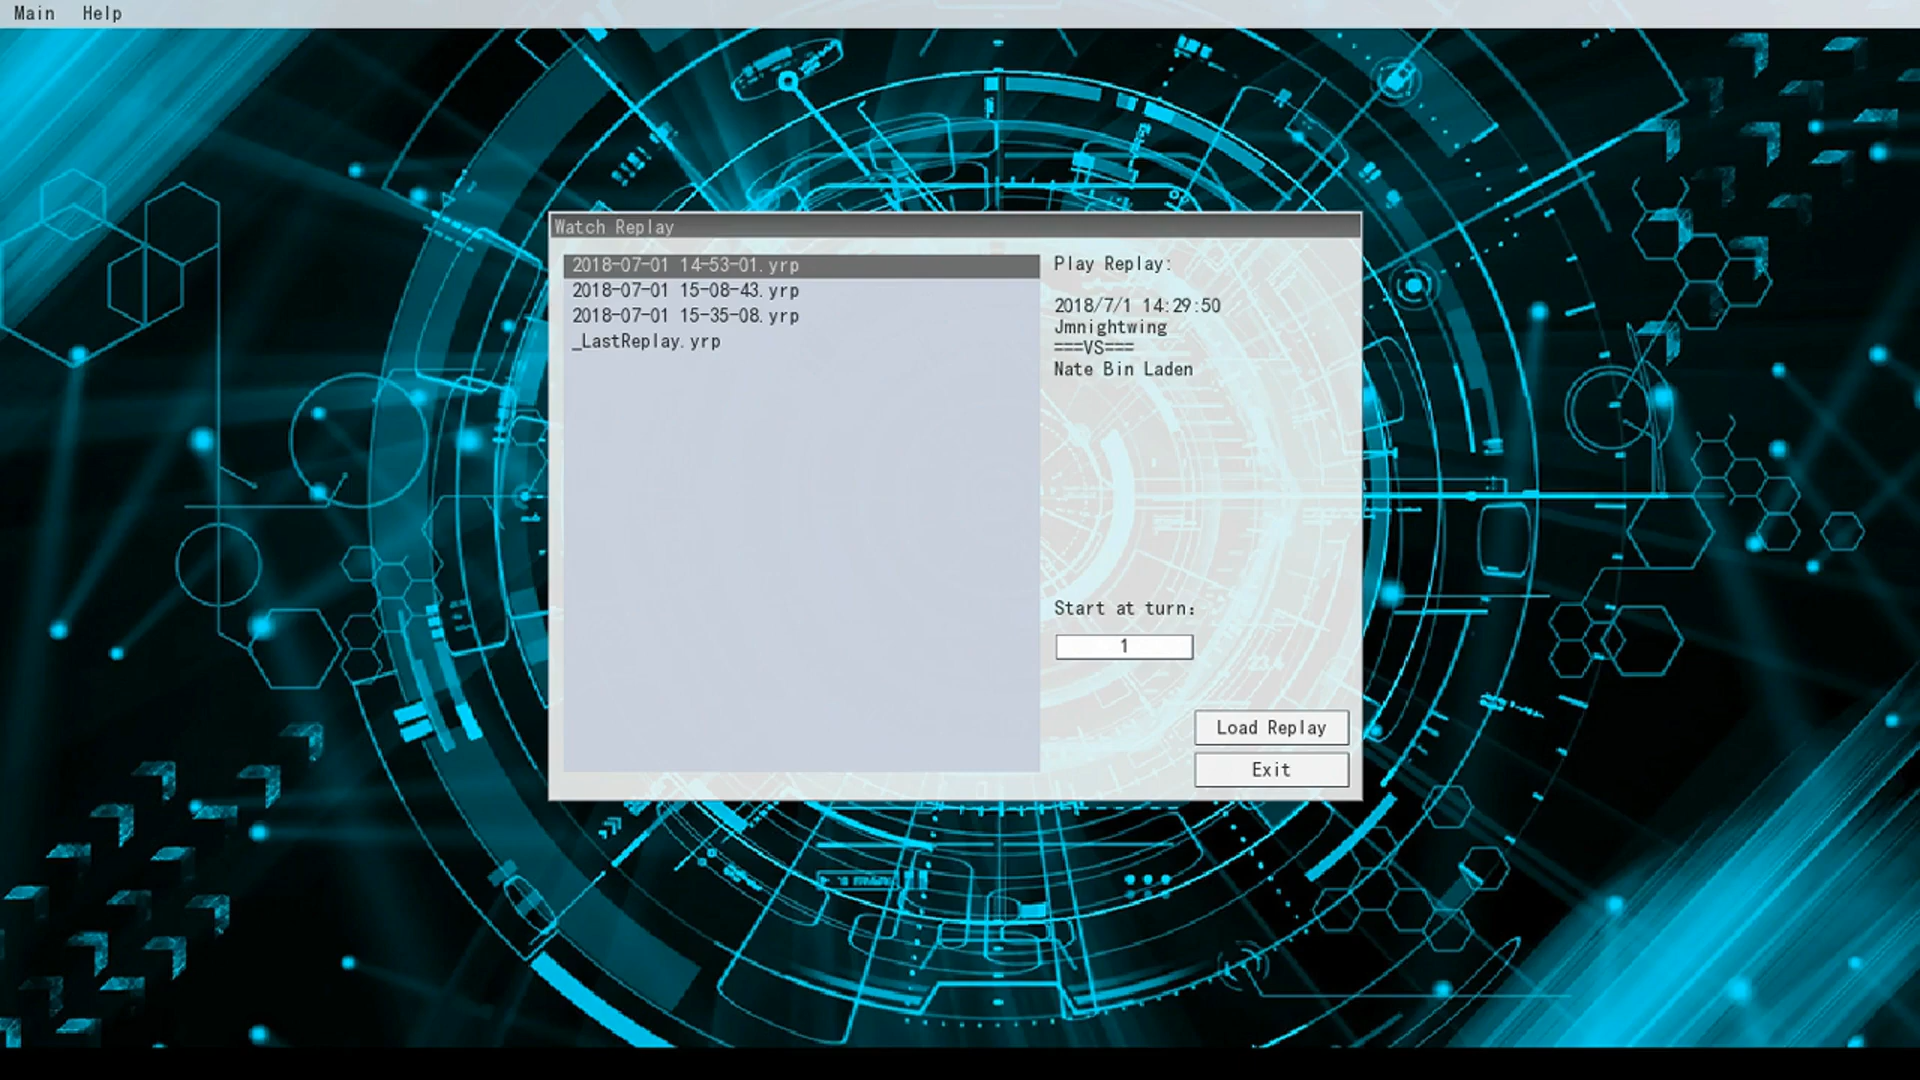 Main Help
Watch Replay
2018-07-01 14-53-01.yrp
2018-07-01 15-08-43.yrp
2018-07-01 15-35-08.yrp
_LastReplay.yrp
Play Replay:
2018/7/1 14:29:50
Jmnightwing
===VS===
Nate Bin Laden
Start at turn:
1
Load Replay
Exit